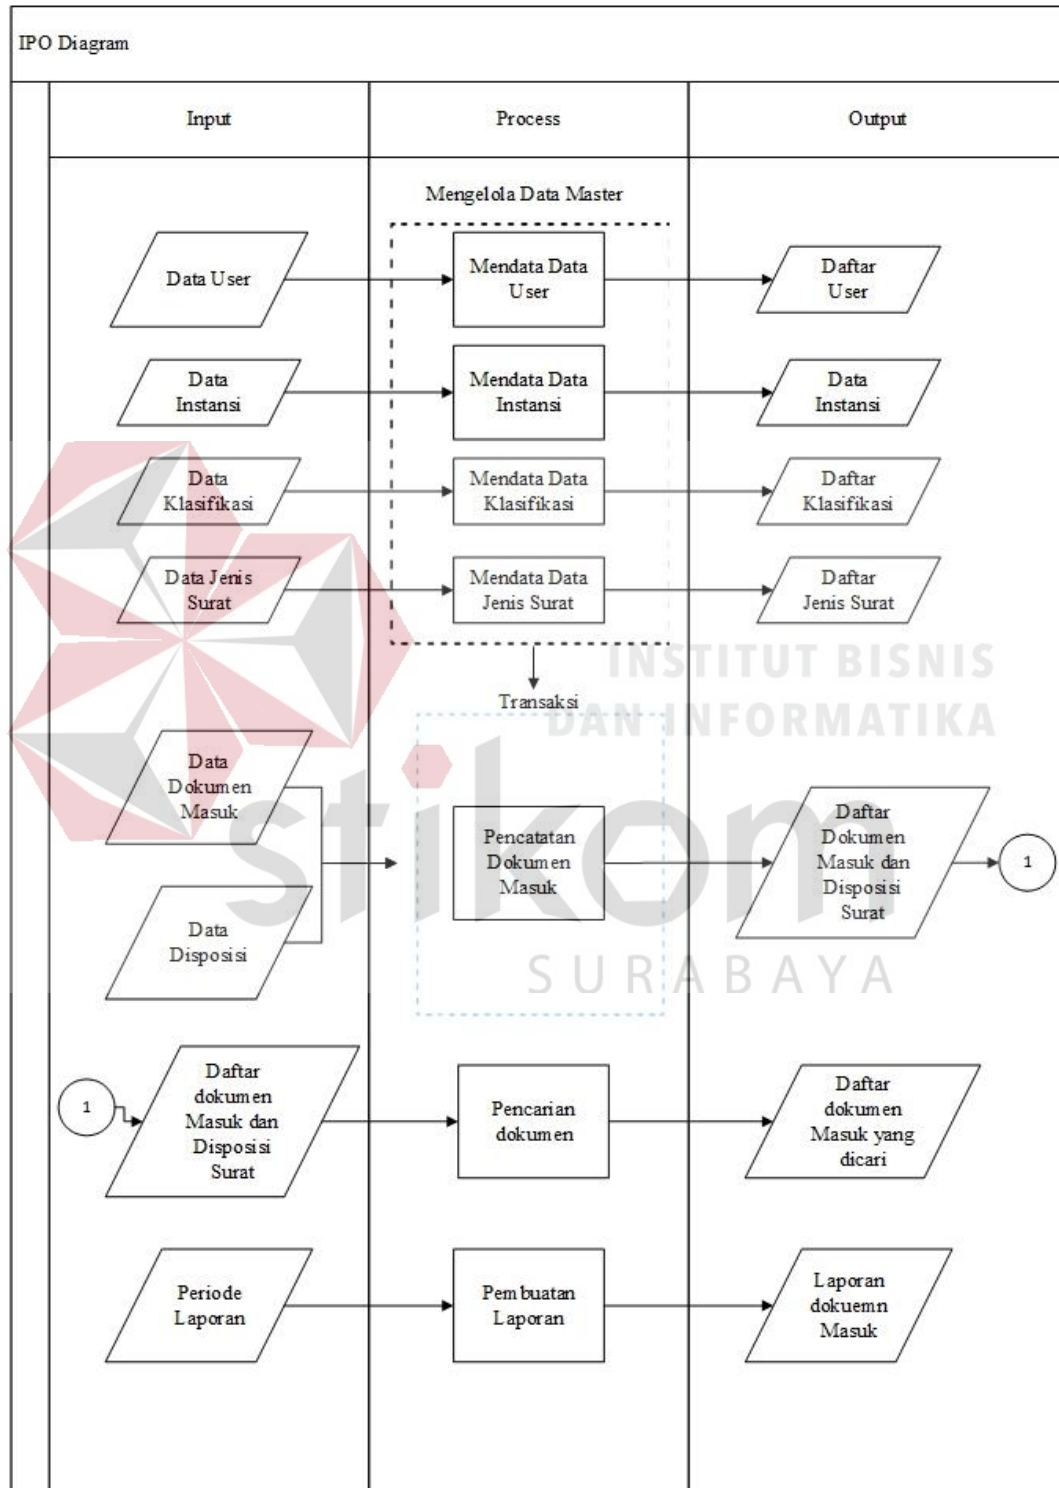 IPO Diagram
Input
Process
Output
Mengelola Data Master
Data User
Mendata Data
User
Daftar
User
Data
Instansi
Mendata Data
Instansi
Data
Instansi
Data
Klasifikasi
Mendata Data
Klasifikasi
Daftar
Klasifikasi
Data Jenis
Surat
Mendata Data
Jenis Surat
Daftar
Jenis Surat
INSTITUT BISNIS
DAN INFORMATIKA
stikom
SURABAYA
Transaksi
Data
Dokumen
Masuk
Data
Disposisi
Pencatatan
Dokumen
Masuk
Daftar
Dokumen
Masuk dan
Disposisi
Surat
1
1
Daftar
dokumen
Masuk dan
Disposisi
Surat
Pencarian
dokumen
Daftar
dokumen
Masuk yang
dicari
Periode
Laporan
Pembuatan
Laporan
Laporan
dokuemn
Masuk